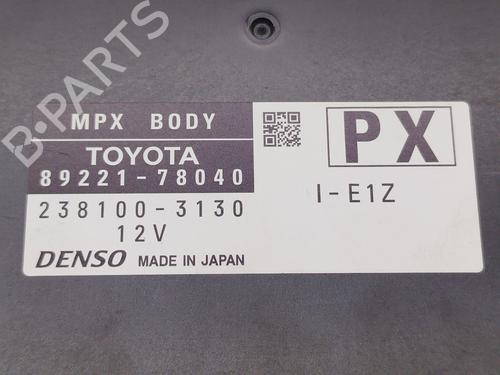 B-PARTS
MPX BODY
TOYOTA
89221-78040
238100-3130
12V
DENSO MADE IN JAPAN
PX
I-E1Z